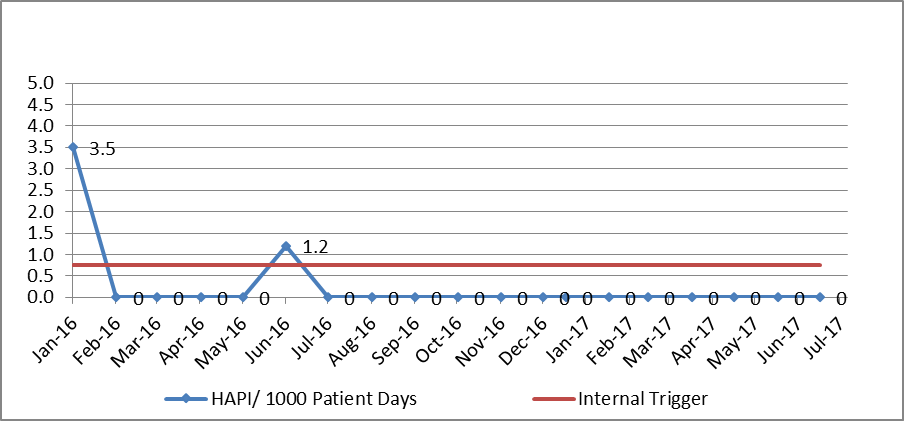 5.0
4.5
4.0
3.5
3.5
3.0
2.5
2.0
1.5
1.2
1.0
0.5
0.0
0 0 0 0 0 0 0 0 0 0 0 0 0 0 0 0 0
Jan-16
Feb-16
Mar-16
Apr-16
May-16
Jun-16
Jul-16
Aug-16
Sep-16
Oct-16
Nov-16
Dec-16
Jan-17
Feb-17
Mar-17
Apr-17
May-17
Jun-17
Jul-17
HAPI/ 1000 Patient Days
Internal Trigger